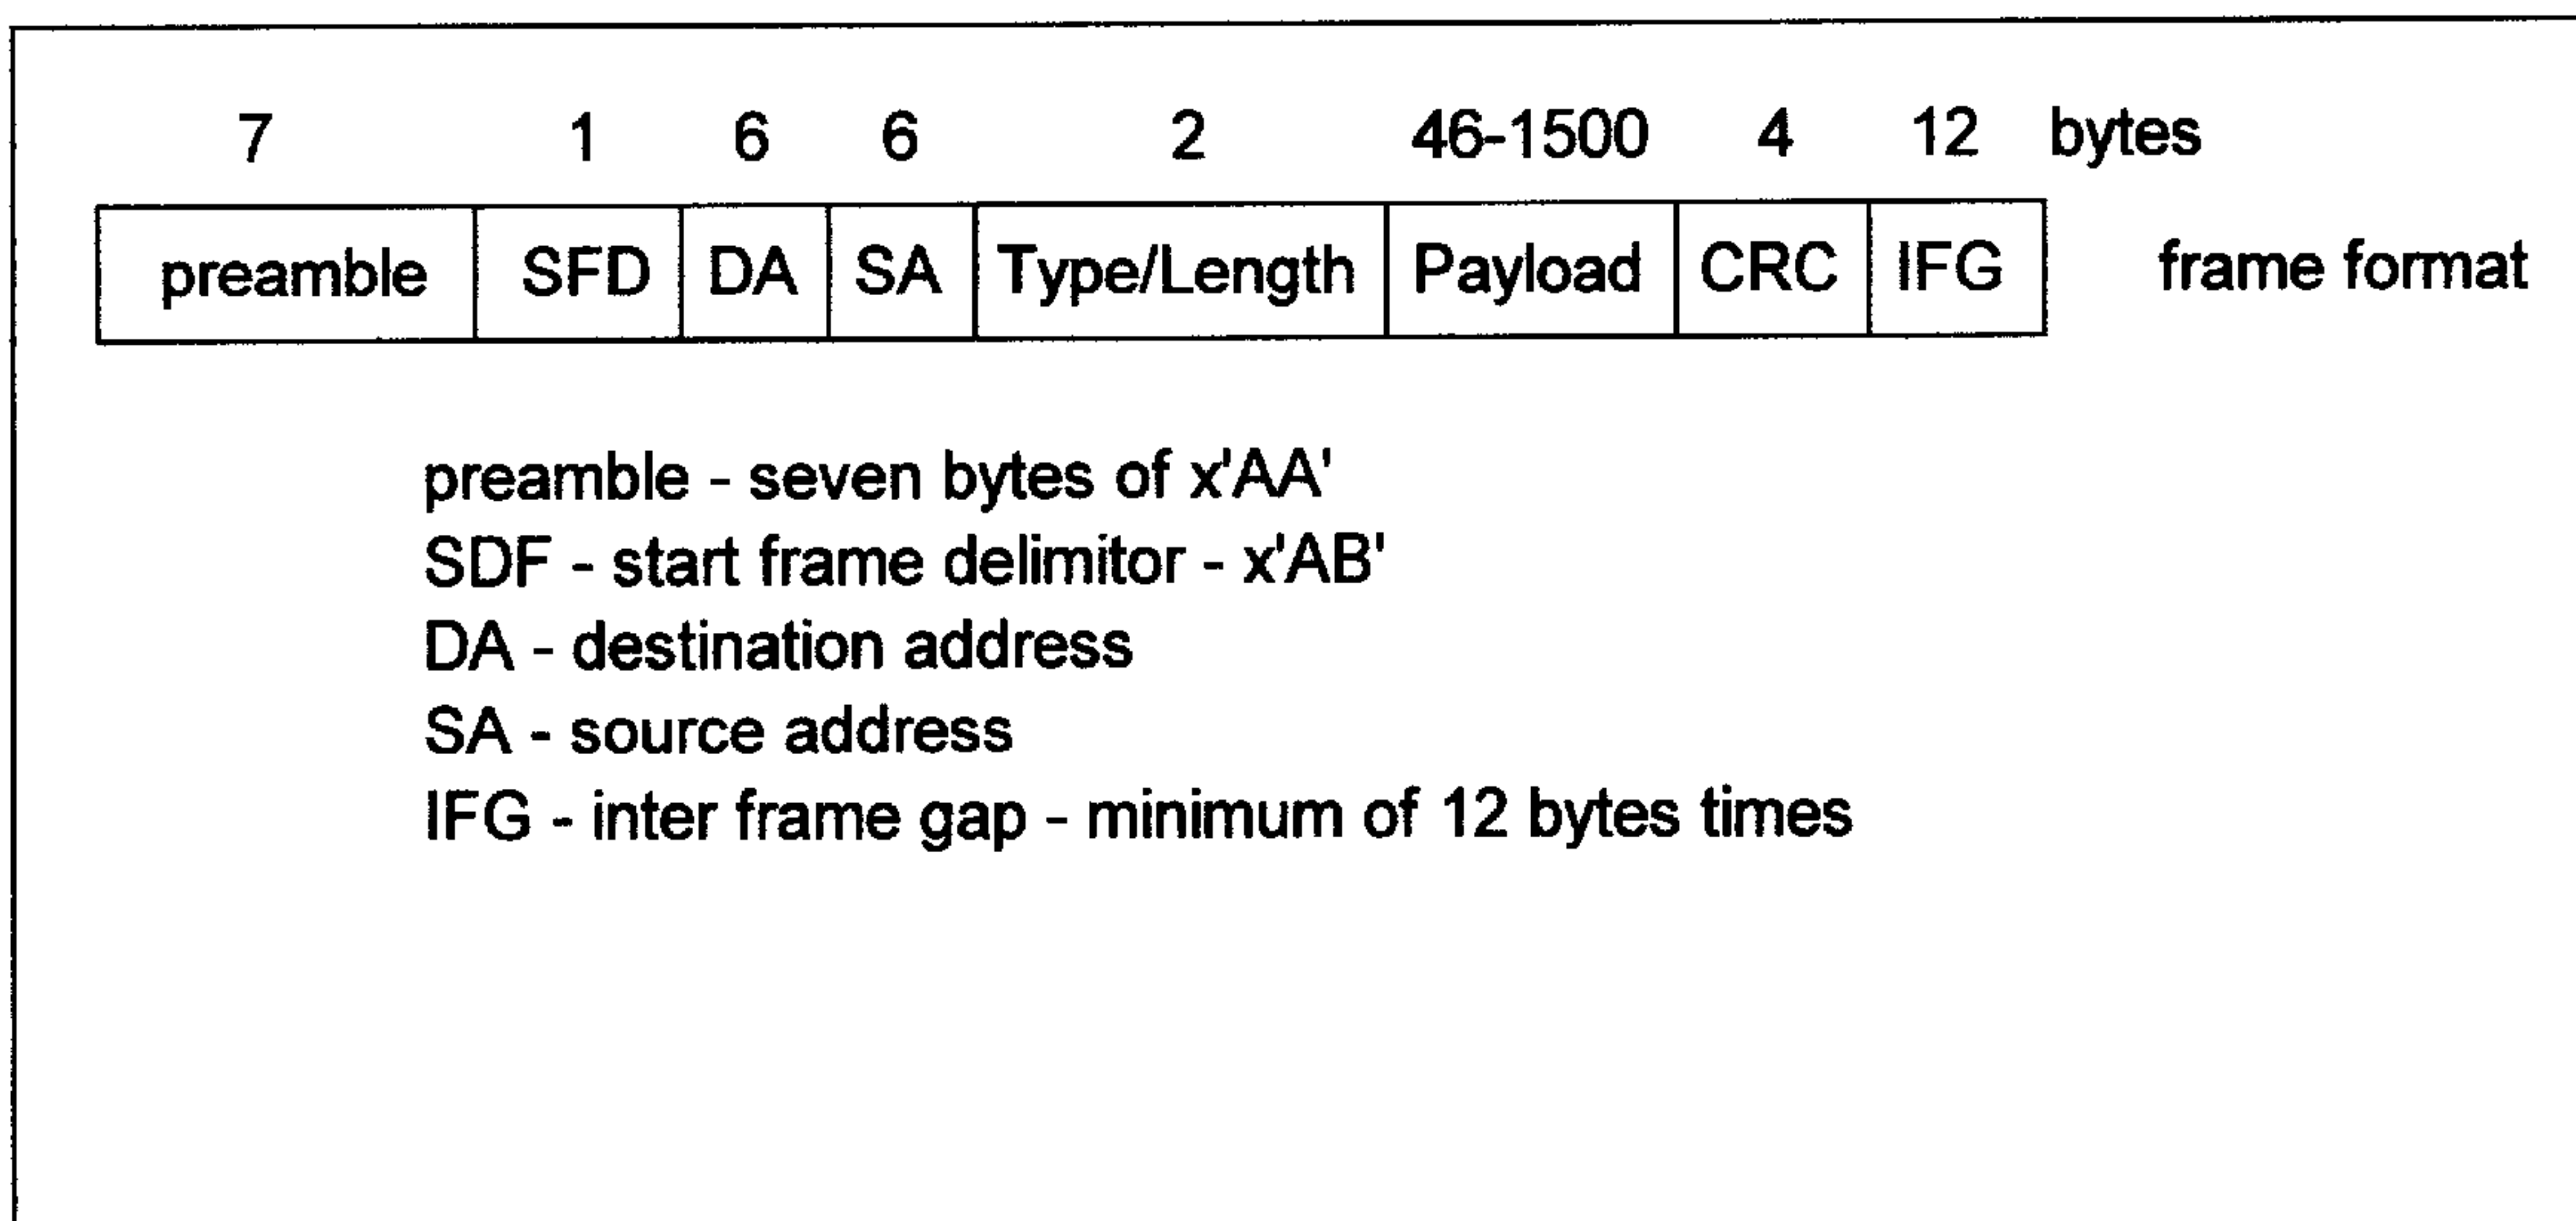 7 1 6 6 2 46-1500 4 12 bytes
preamble SFD DA SA Type/Length Payload CRC IFG frame format
preamble - seven bytes of x'AA'
SDF - start frame delimitor - x'AB'
DA - destination address
SA - source address
IFG - inter frame gap - minimum of 12 bytes times